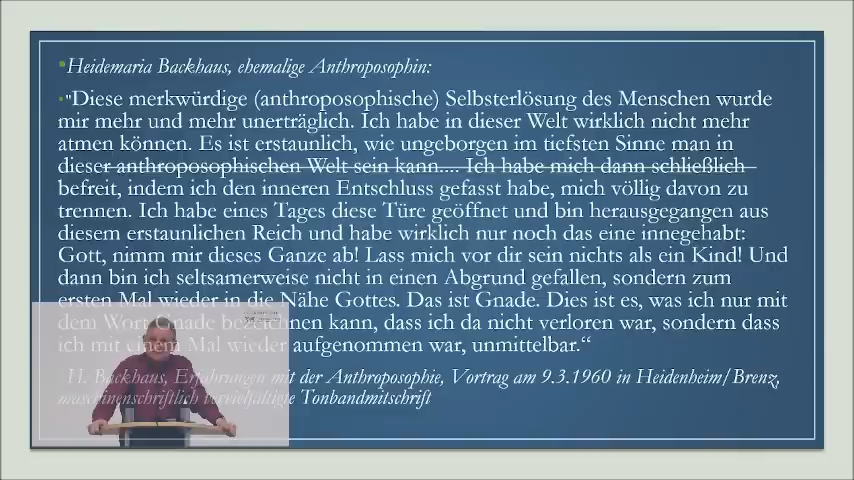 Heidemaria Backhaus, ehemalige Anthroposophin:
"Diese merkwürdige (anthroposophische) Selbsterlösung des Menschen wurde
mir mehr und mehr unerträglich. Ich habe in dieser Welt wirklich nicht mehr
atmen können. Es ist erstaunlich, wie ungeborgen im tiefsten Sinne man in
dieser anthroposophischen Welt sein kann.... Ich habe mich dann schließlich
befreit, indem ich den inneren Entschluss gefasst habe, mich völlig davon zu
trennen. Ich habe eines Tages diese Türe geöffnet und bin herausgegangen aus
diesem erstaunlichen Reich und habe wirklich nur noch das eine innegehabt:
Gott, nimm mir dieses Ganze ab! Lass mich vor dir sein nichts als ein Kind! Und
dann bin ich seltsamerweise nicht in einen Abgrund gefallen, sondern zum
ersten Mal wieder in die Nähe Gottes. Das ist Gnade. Dies ist es, was ich nur mit
dem Wort Gnade bezeichnen kann, dass ich da nicht verloren war, sondern dass
ich mit einem Mal wieder aufgenommen war, unmittelbar.“
H. Backhaus, Erfahrungen mit der Anthroposophie, Vortrag am 9.3.1960 in Heidenheim/Brenz,
maschinenschriftlich vervielfältigte Tonbandmitschrift